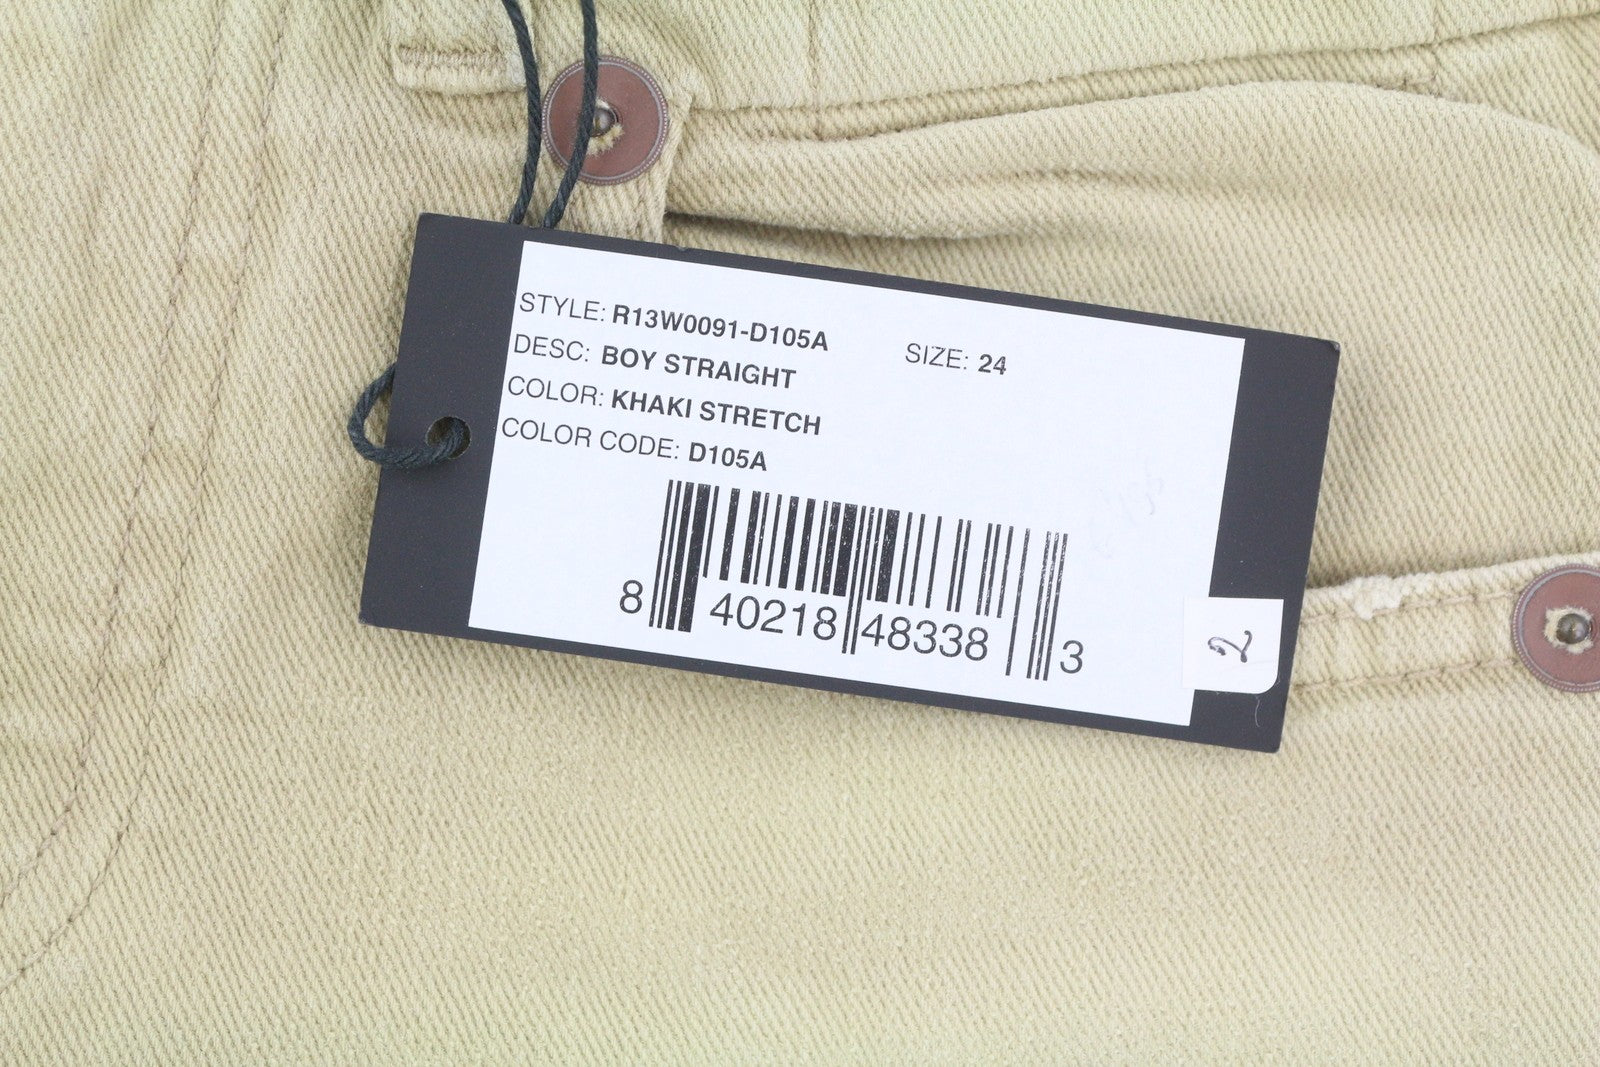 STYLE: R13W0091-D105A
SIZE: 24
DESC: BOY STRAIGHT
COLOR: KHAKI STRETCH
COLOR CODE: D105A
8 40218 48338 3
2